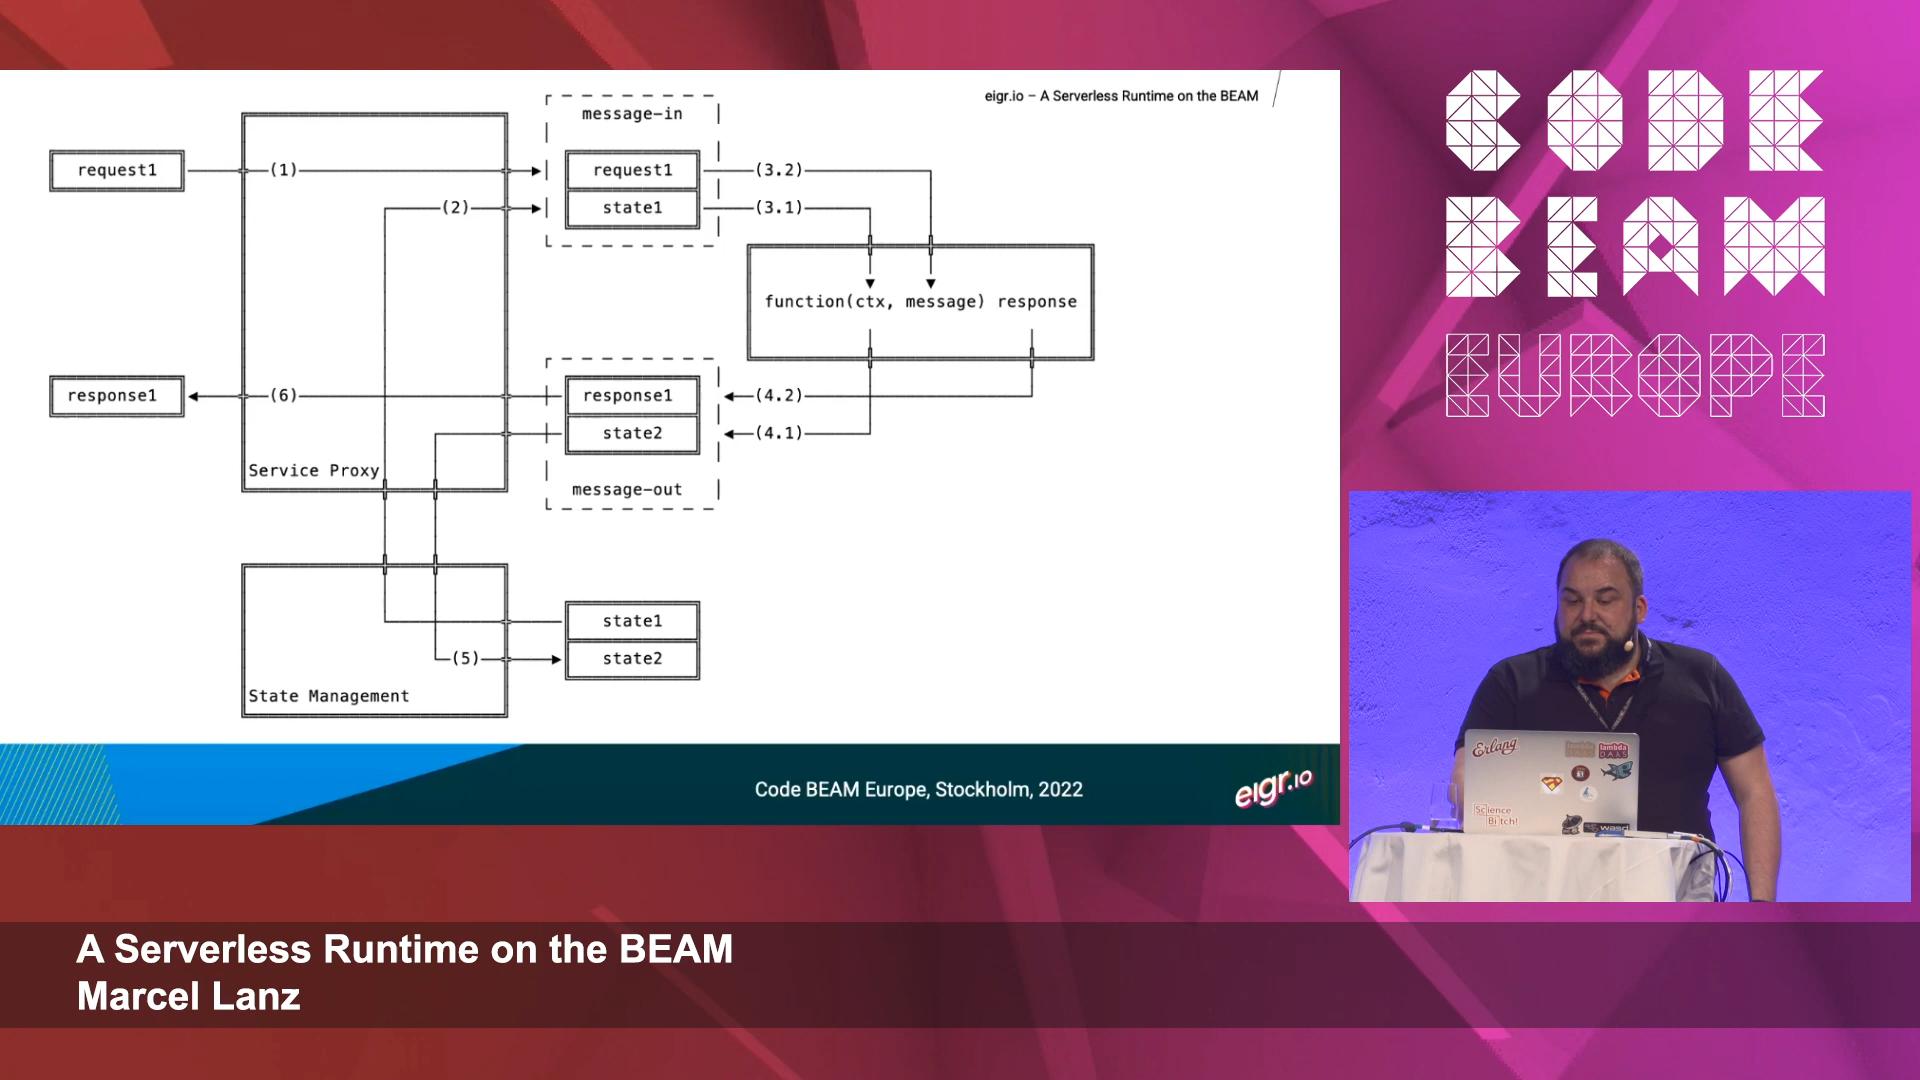 eigr.io – A Serverless Runtime on the BEAM
message-in
request1
(1)
request1
(3.2)
(2)
state1
(3.1)
function(ctx, message) response
response1
(6)
response1
(4.2)
state2
(4.1)
Service Proxy
message-out
state1
(5)
state2
State Management
Code BEAM Europe, Stockholm, 2022
eigr.io
CODE
BEAM
EUROPE
Erlang
lambda
DAYS
Science
Bitch!
A Serverless Runtime on the BEAM
Marcel Lanz